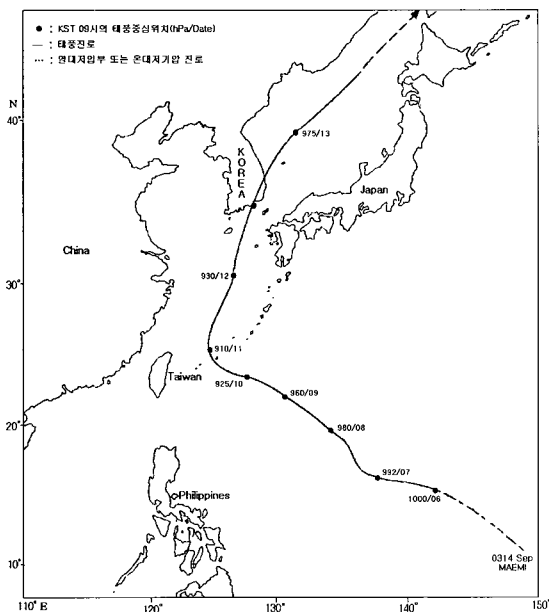 ● : KST 09시의 태풍중심위치(hPa/Date)
— : 태풍진로
··· : 열대저압부 또는 온대저기압 진로
N
40°
30°
20°
10°
110° E
120°
130°
140°
150°
975/13
KOREA
Japan
China
930/12
910/11
Taiwan
925/10
960/09
980/08
992/07
1000/06
Philippines
0314 Sep
MAEMI